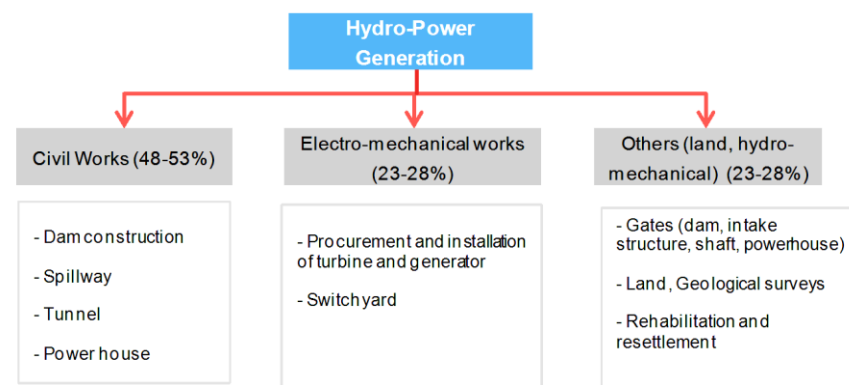 Hydro-Power
Generation
Civil Works (48-53%)
Electro-mechanical works
(23-28%)
Others (land, hydro-
mechanical) (23-28%)
- Dam construction
- Spillway
- Tunnel
- Power house
- Procurement and installation
of turbine and generator
- Switch yard
- Gates (dam, intake
structure, shaft, powerhouse)
- Land , Geological surveys
- Rehabilitation and
resettlement